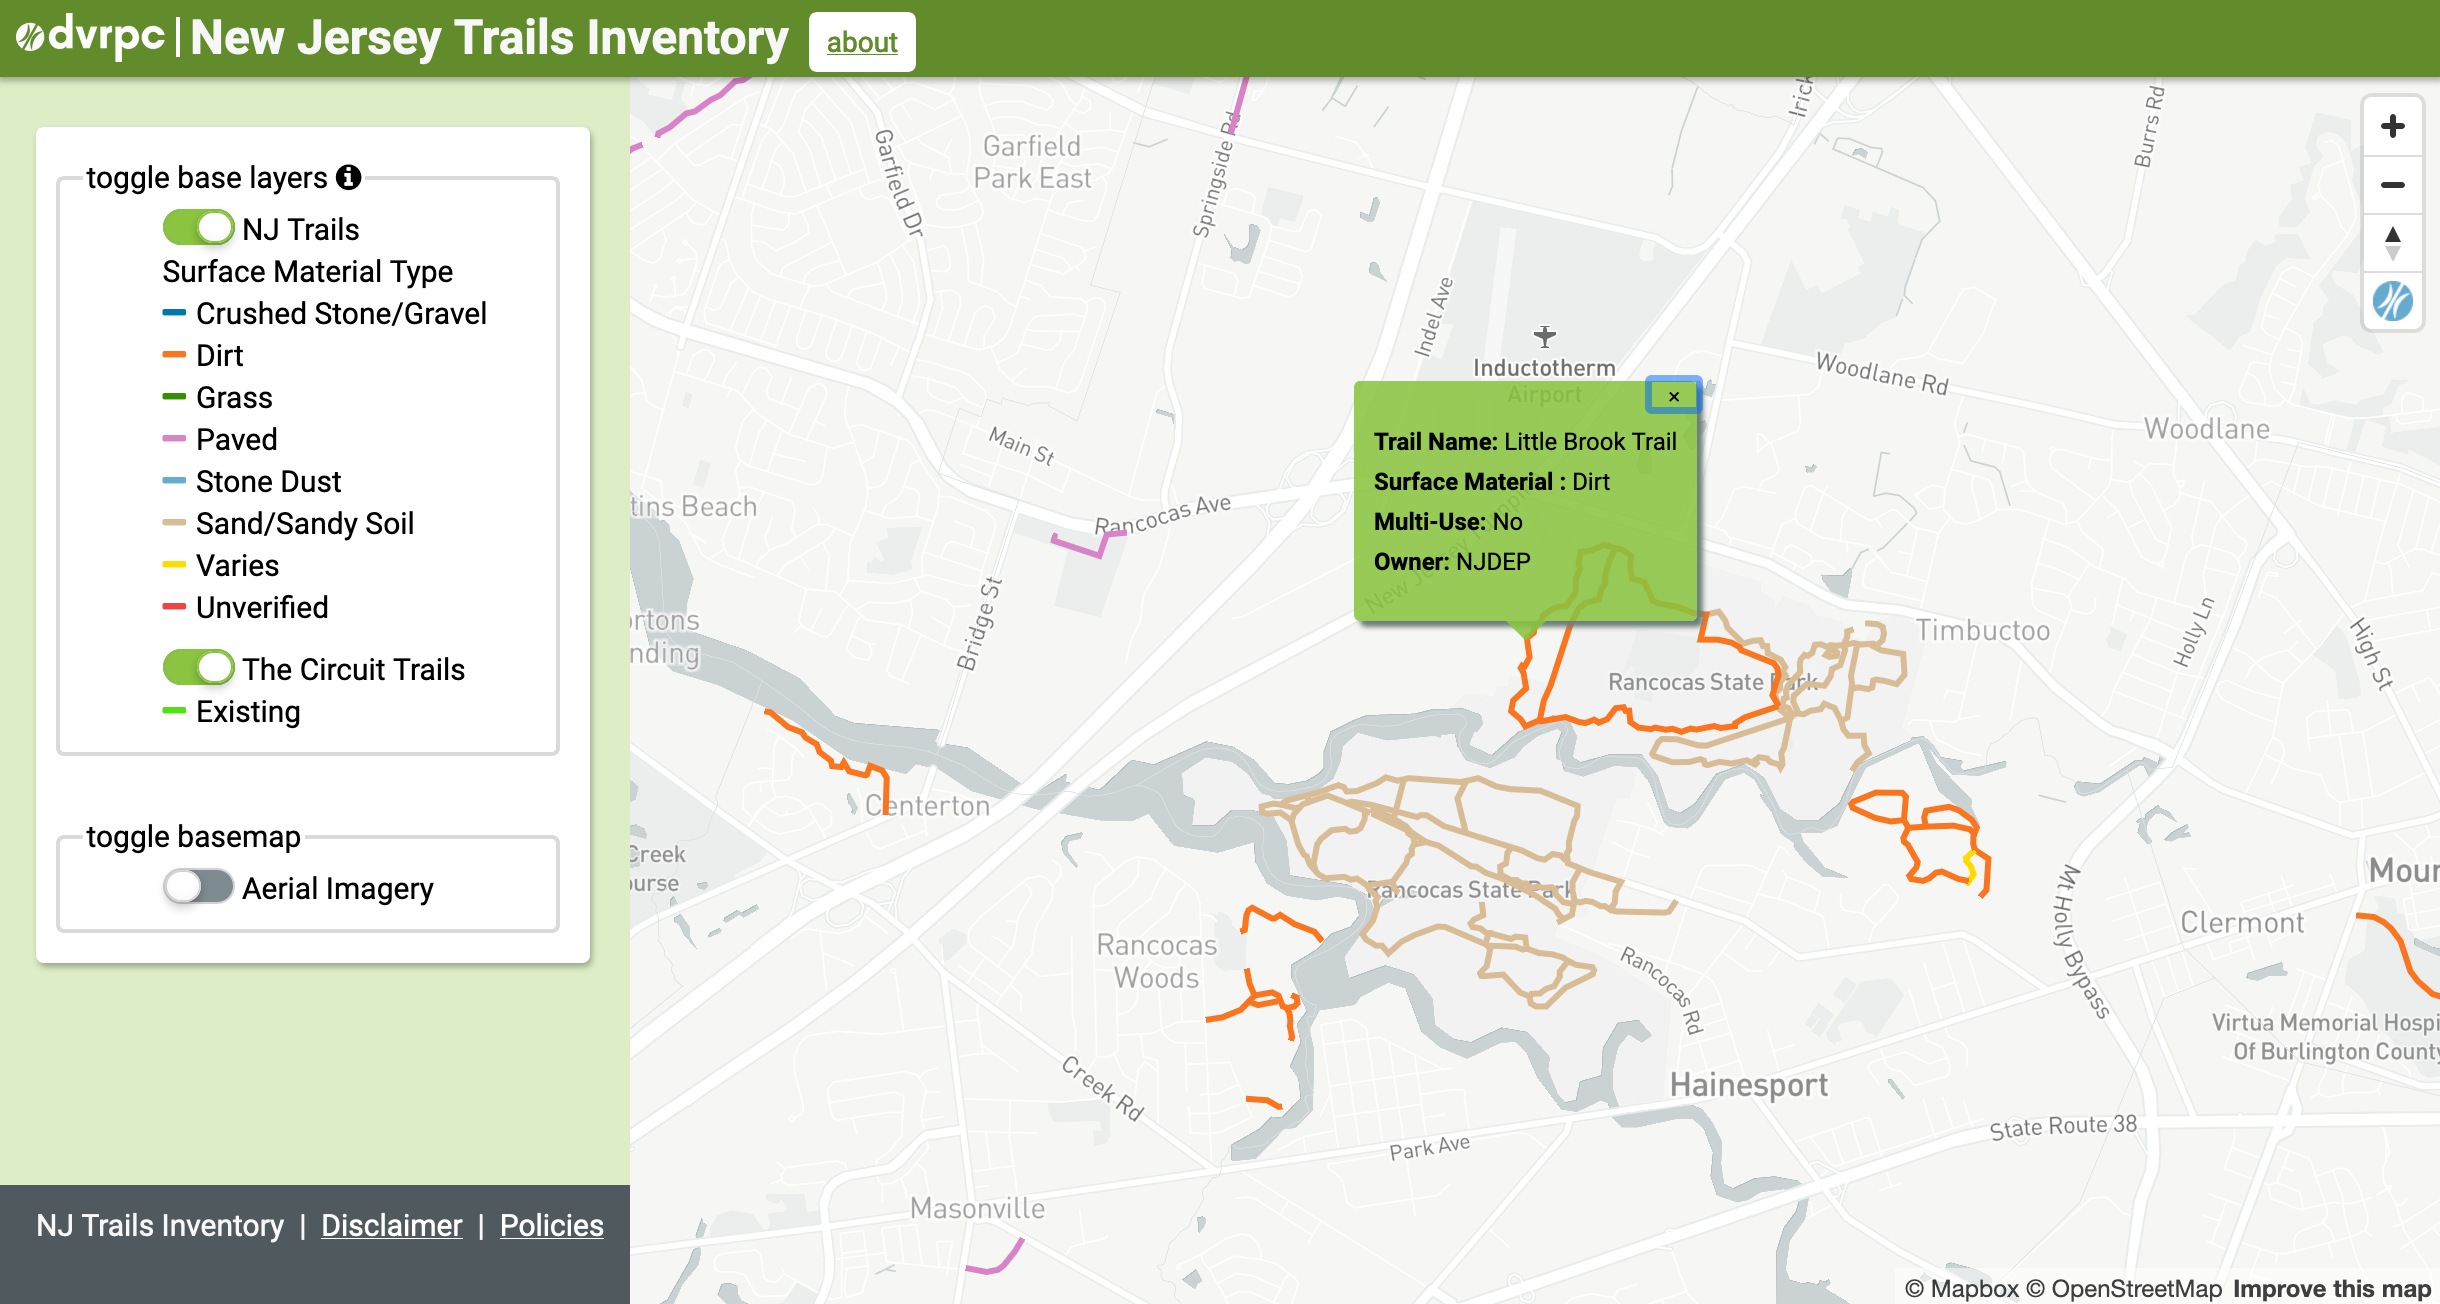 dvrpc | New Jersey Trails Inventory about
toggle base layers
NJ Trails
Surface Material Type
Crushed Stone/Gravel
Dirt
Grass
Paved
Stone Dust
Sand/Sandy Soil
Varies
Unverified
The Circuit Trails
Existing
toggle basemap
Aerial Imagery
NJ Trails Inventory | Disclaimer | Policies
Garfield
Park East
Garfield Dr
Springside Rd
Indel Ave
Irick
Burrs Rd
Inductotherm
Airport
Woodlane Rd
Woodlane
Main St
Rancocas Ave
tins Beach
Bridge St
ortons
nding
×
Trail Name: Little Brook Trail
Surface Material : Dirt
Multi-Use: No
Owner: NJDEP
Rancocas State Park
Timbuctoo
Holly Ln
High St
Centerton
Creek
urse
Rancocas State Park
Rancocas
Woods
Rancocas Rd
Mt Holly Bypass
Moun
Clermont
Virtua Memorial Hospi
Of Burlington County
Creek Rd
Hainesport
Park Ave
State Route 38
Masonville
© Mapbox © OpenStreetMap Improve this map